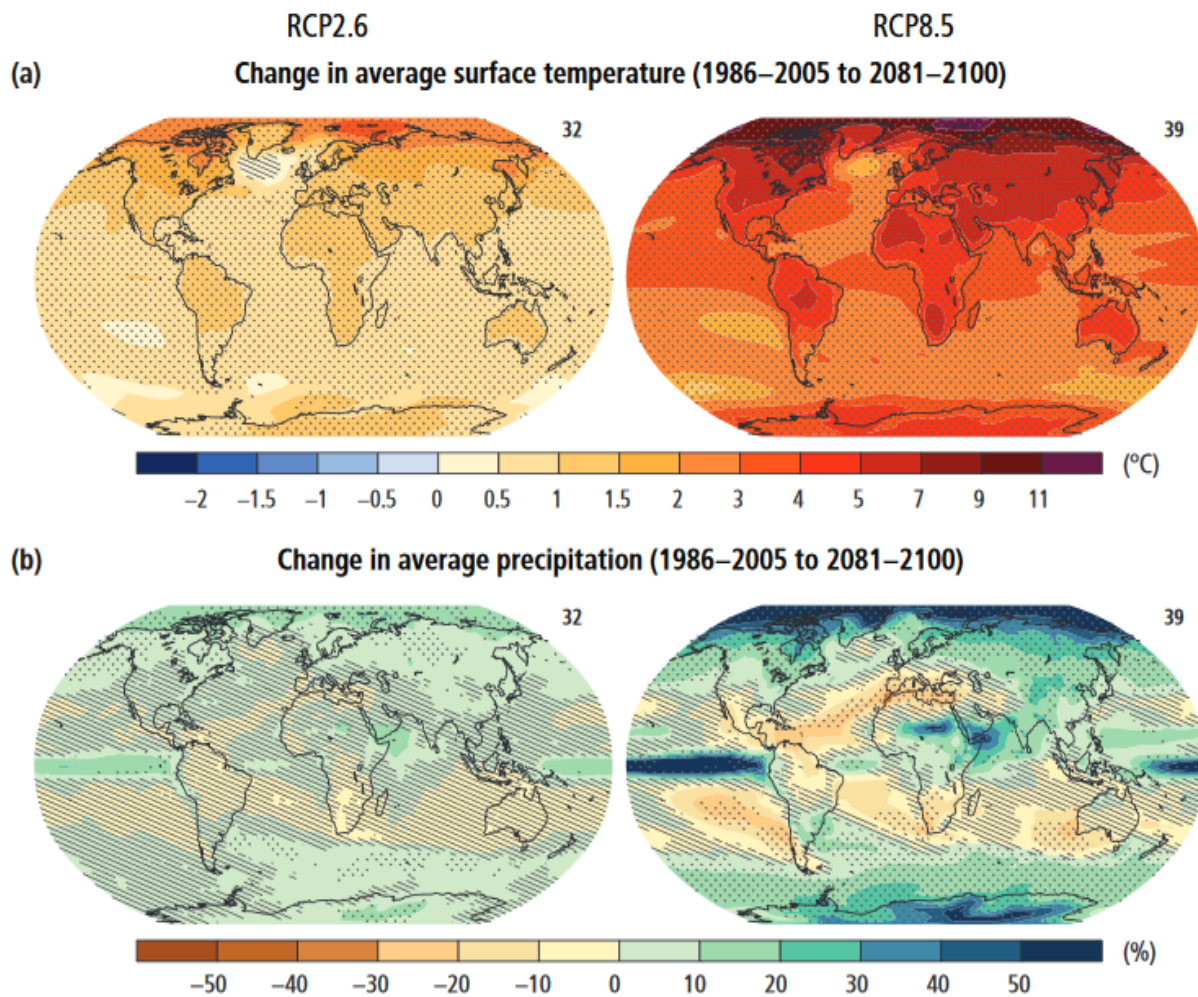 RCP2.6 RCP8.5
(a) Change in average surface temperature (1986–2005 to 2081–2100)
32 39
−2 −1.5 −1 −0.5 0 0.5 1 1.5 2 3 4 5 7 9 11 (°C)
(b) Change in average precipitation (1986–2005 to 2081–2100)
32 39
−50 −40 −30 −20 −10 0 10 20 30 40 50 (%)